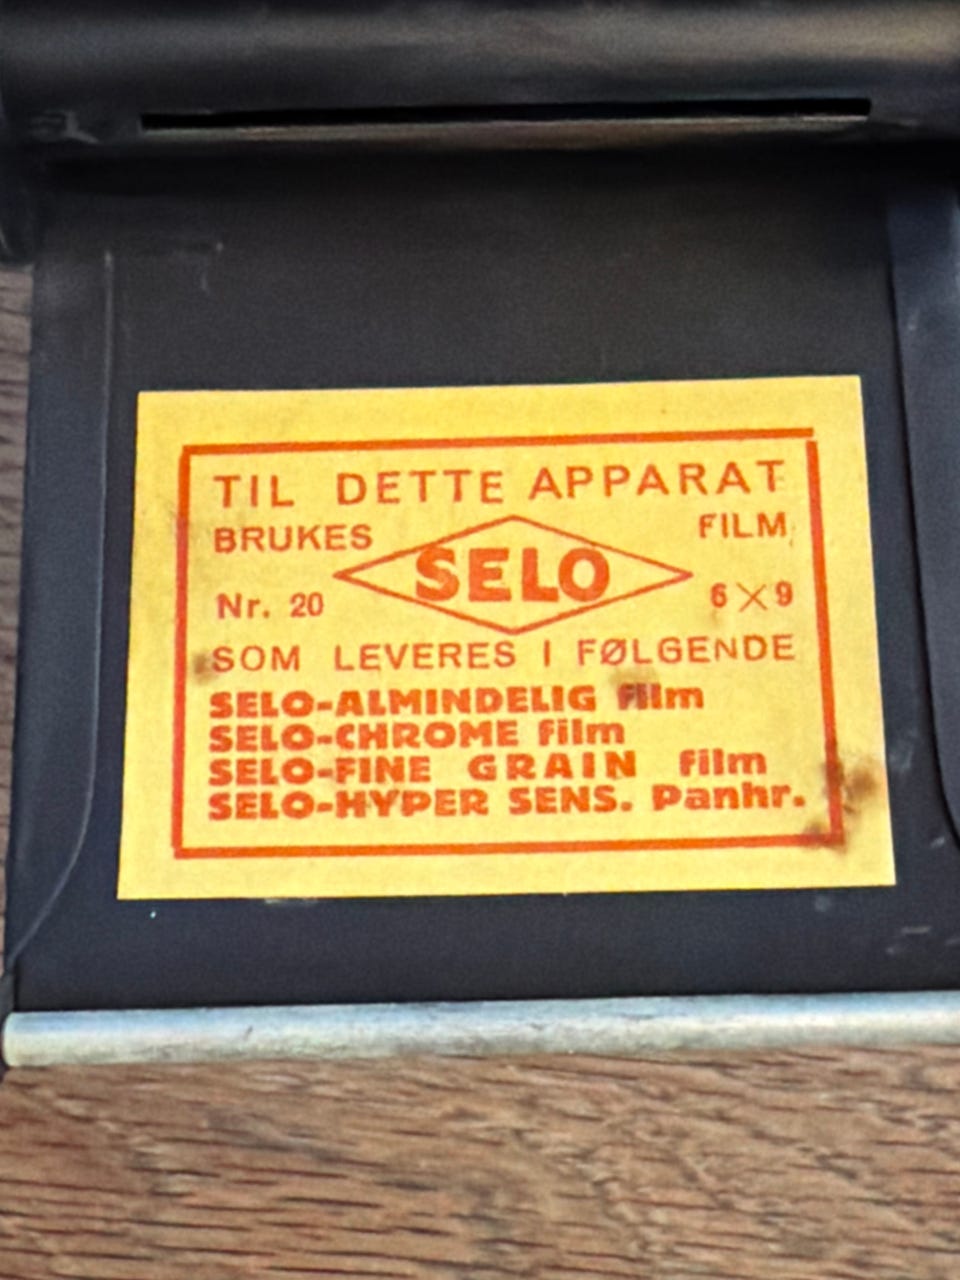 TIL DETTE APPARAT
BRUKES SELO FILM
Nr. 20 6×9
SOM LEVERES I FØLGENDE
SELO-ALMINDELIG film
SELO-CHROME film
SELO-FINE GRAIN film
SELO-HYPER SENS. Panhr.